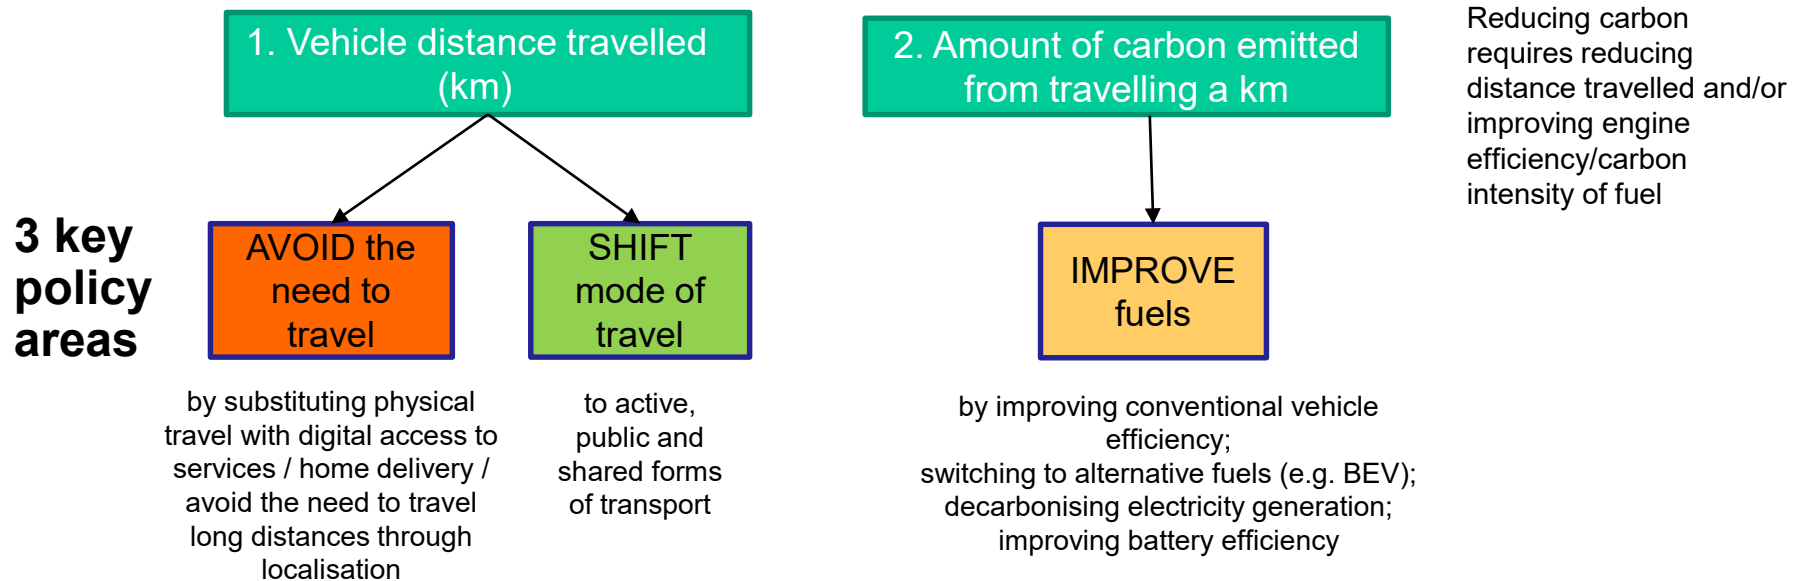 1. Vehicle distance travelled
(km)
2. Amount of carbon emitted
from travelling a km
Reducing carbon
requires reducing
distance travelled and/or
improving engine
efficiency/carbon
intensity of fuel
3 key
policy
areas
AVOID the
need to
travel
SHIFT
mode of
travel
IMPROVE
fuels
by substituting physical
travel with digital access to
services / home delivery /
avoid the need to travel
long distances through
localisation
to active,
public and
shared forms
of transport
by improving conventional vehicle
efficiency;
switching to alternative fuels (e.g. BEV);
decarbonising electricity generation;
improving battery efficiency